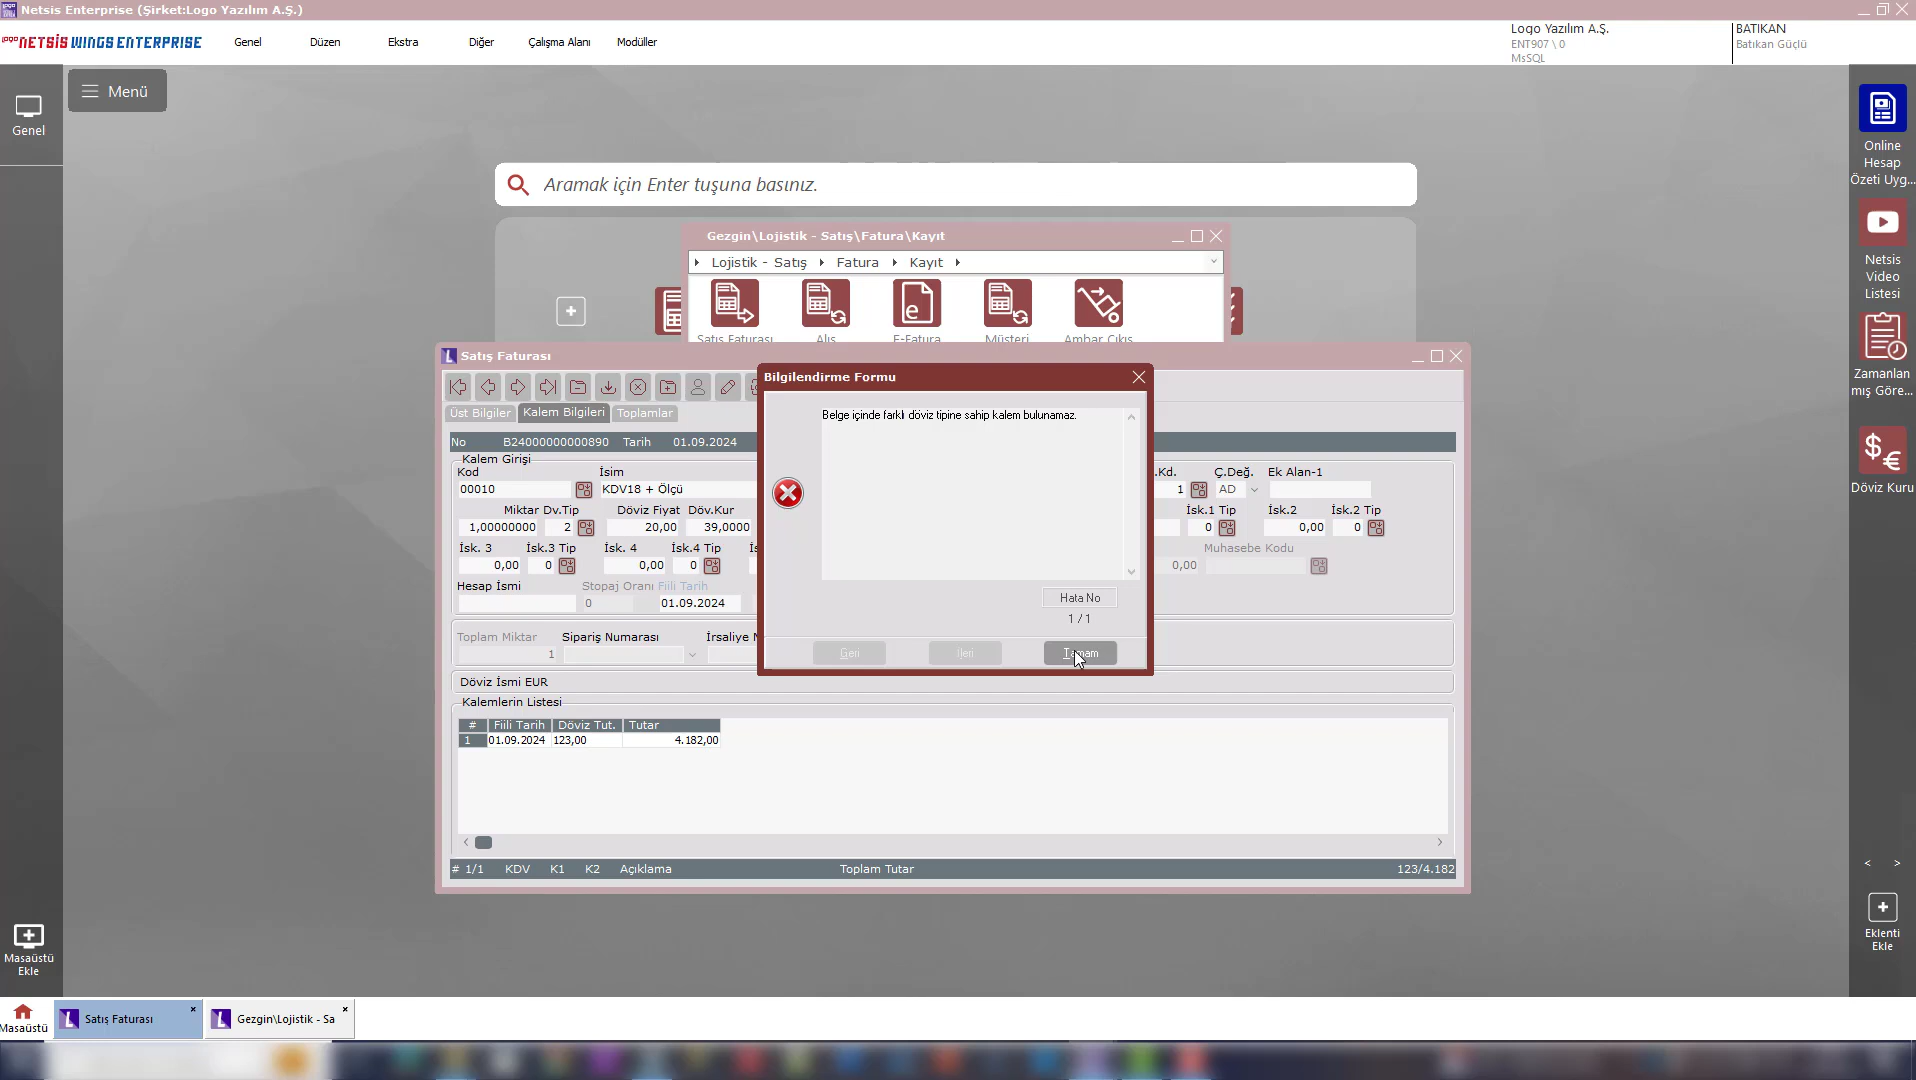 Netsis Enterprise (Şirket:Logo Yazılım A.Ş.)
LOGO NETSİS WINGS ENTERPRISE
Genel
Düzen
Ekstra
Diğer
Çalışma Alanı
Modüller
Logo Yazılım A.Ş.
ENT907 \ 0
MsSQL
BATIKAN
Batıkan Güçlü
Menü
Genel
Aramak için Enter tuşuna basınız.
Online
Hesap
Özeti Uyg...
Netsis
Video
Listesi
Zamanlan
mış Göre...
Döviz Kuru
Gezgin\Lojistik - Satış\Fatura\Kayıt
Lojistik - Satış
Fatura
Kayıt
Satış Faturası
Alış
E-Fatura
Müşteri
Ambar Çıkış
Satış Faturası
Üst Bilgiler
Kalem Bilgileri
Toplamlar
No B24000000000890 Tarih 01.09.2024
Kalem Girişi
Kod İsim
.Kd. Ç.Değ. Ek Alan-1
00010 KDV18 + Ölçü
1 AD
Miktar Dv.Tip Döviz Fiyat Döv.Kur
İsk.1 Tip İsk.2 İsk.2 Tip
1,00000000 2 20,00 39,0000
0 0,00 0
İsk. 3 İsk.3 Tip İsk. 4 İsk.4 Tip
Muhasebe Kodu
0,00 0 0,00 0
0,00
Hesap İsmi Stopaj Oranı Fiili Tarih
0 01.09.2024
Toplam Miktar Sipariş Numarası
1
Döviz İsmi EUR
Kalemlerin Listesi
# Fiili Tarih Döviz Tut. Tutar
1 01.09.2024 123,00 4.182,00
# 1/1 KDV K1 K2 Açıklama Toplam Tutar 123/4.182
Bilgilendirme Formu
Belge içinde farklı döviz tipine sahip kalem bulunamaz.
Hata No
1 / 1
Geri
İleri
Tamam
< >
Eklenti
Ekle
Masaüstü
Ekle
Masaüstü
Satış Faturası
Gezgin\Lojistik - Sa